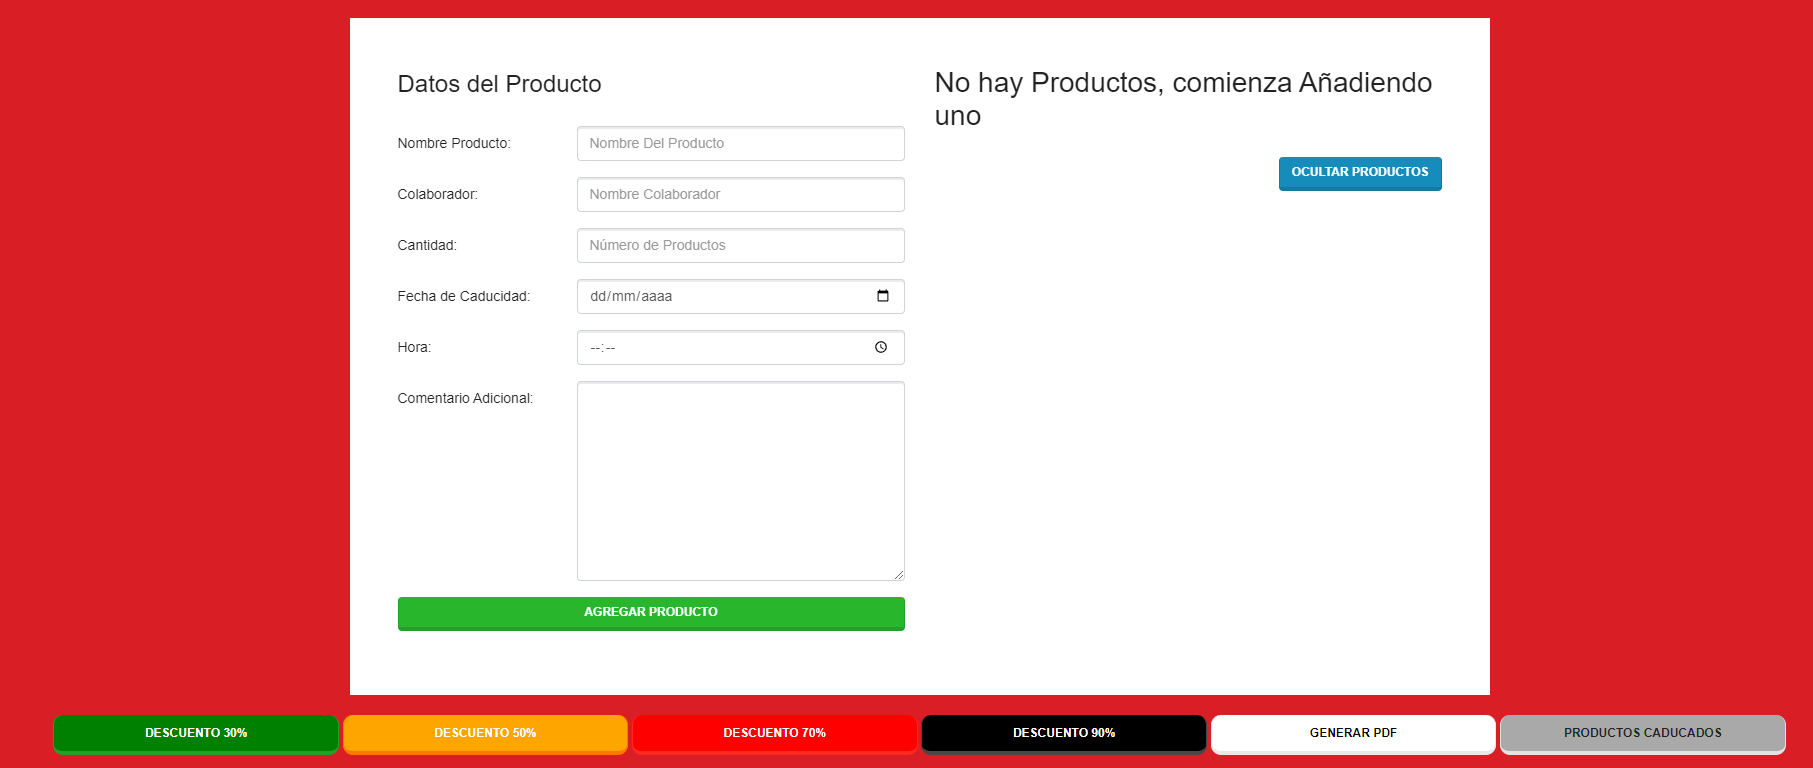 Datos del Producto
Nombre Producto:
Nombre Del Producto
Colaborador:
Nombre Colaborador
Cantidad:
Número de Productos
Fecha de Caducidad:
dd/mm/aaaa
Hora:
--:--
Comentario Adicional:
AGREGAR PRODUCTO
No hay Productos, comienza Añadiendo
uno
OCULTAR PRODUCTOS
DESCUENTO 30%
DESCUENTO 50%
DESCUENTO 70%
DESCUENTO 90%
GENERAR PDF
PRODUCTOS CADUCADOS